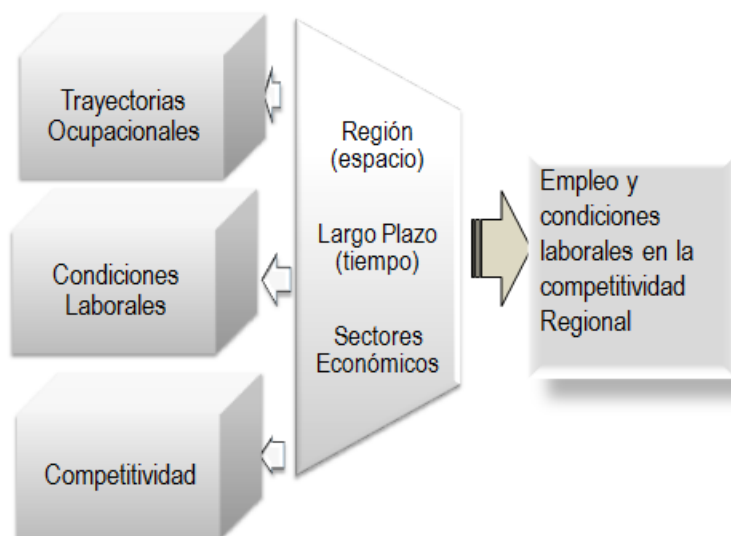 Trayectorias
Ocupacionales
Condiciones
Laborales
Competitividad
Región
(espacio)
Largo Plazo
(tiempo)
Sectores
Económicos
Empleo y
condiciones
laborales en la
competitividad
Regional